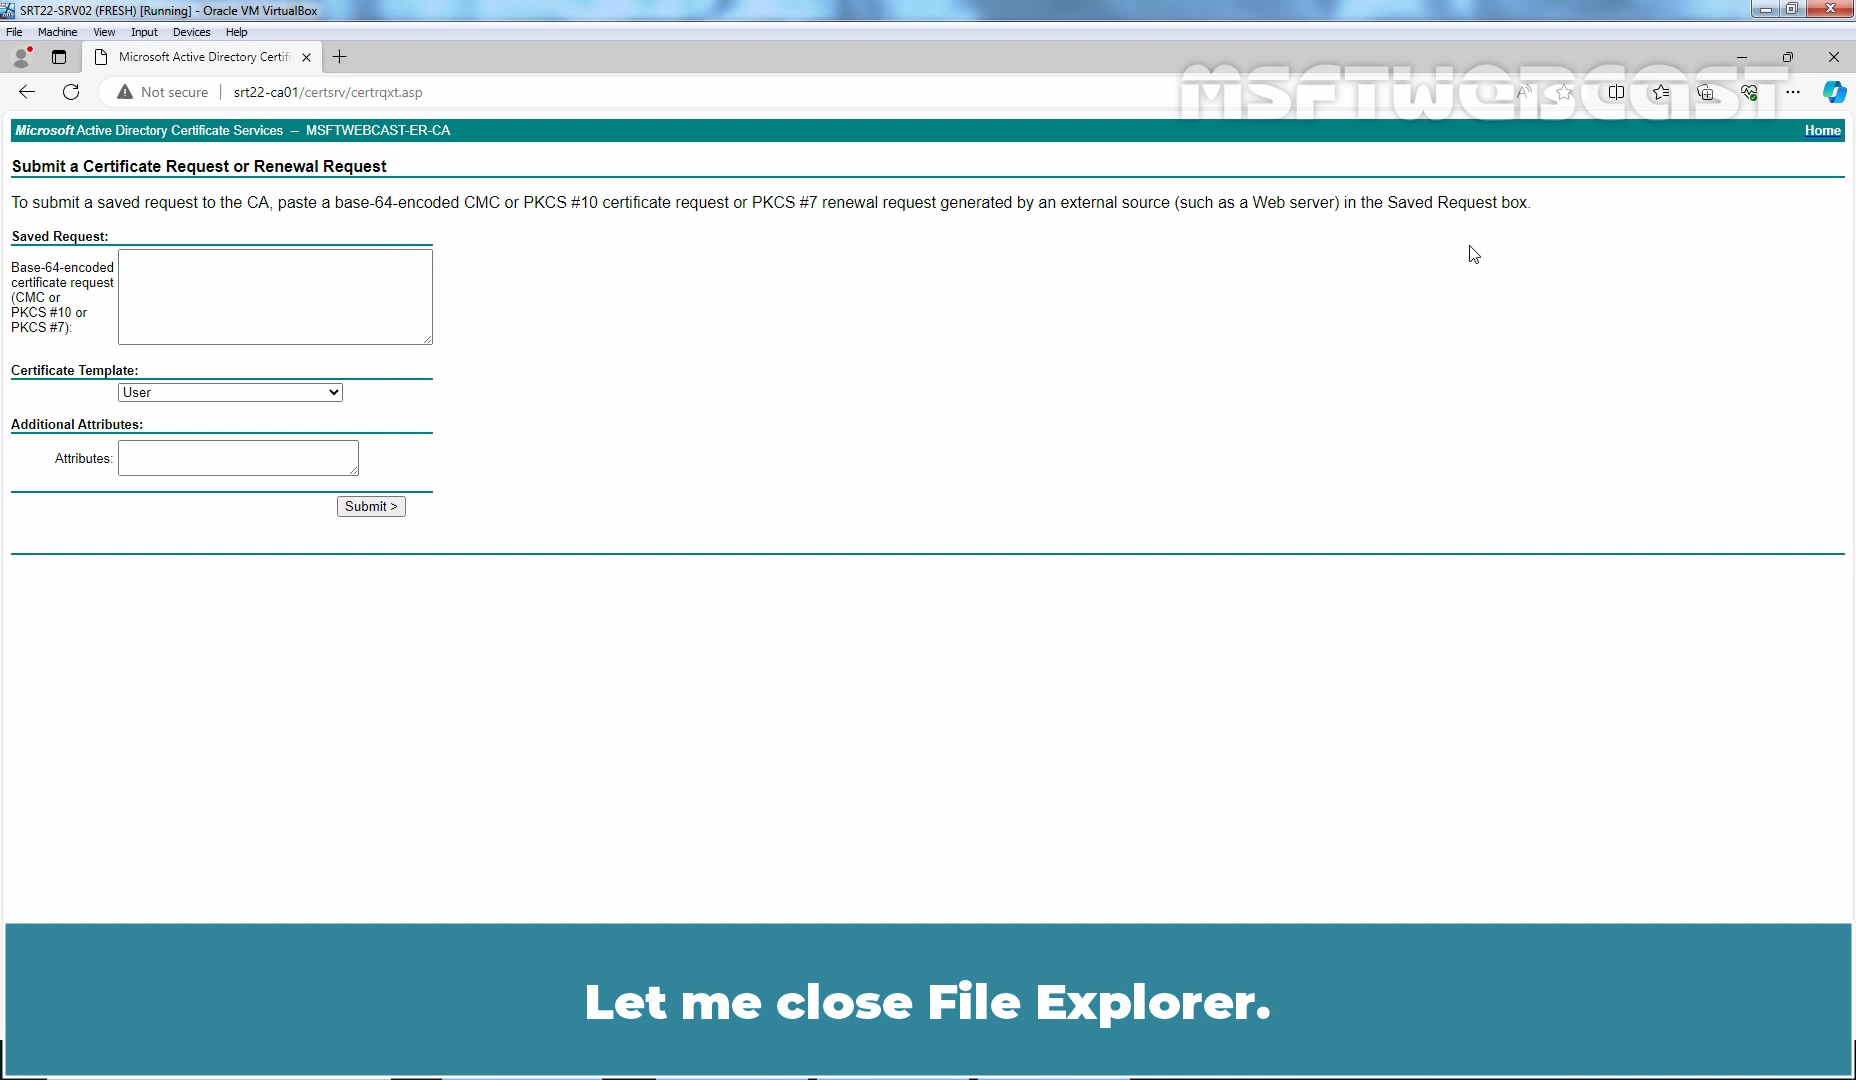 SRT22-SRV02 (FRESH) [Running] - Oracle VM VirtualBox
File Machine View Input Devices Help
Microsoft Active Directory Certifi
Not secure | srt22-ca01/certsrv/certrqxt.asp
MSFTWEBCAST
Microsoft Active Directory Certificate Services -- MSFTWEBCAST-ER-CA
Home
Submit a Certificate Request or Renewal Request
To submit a saved request to the CA, paste a base-64-encoded CMC or PKCS #10 certificate request or PKCS #7 renewal request generated by an external source (such as a Web server) in the Saved Request box.
Saved Request:
Base-64-encoded
certificate request
(CMC or
PKCS #10 or
PKCS #7):
Certificate Template:
User
Additional Attributes:
Attributes:
Submit >
Let me close File Explorer.